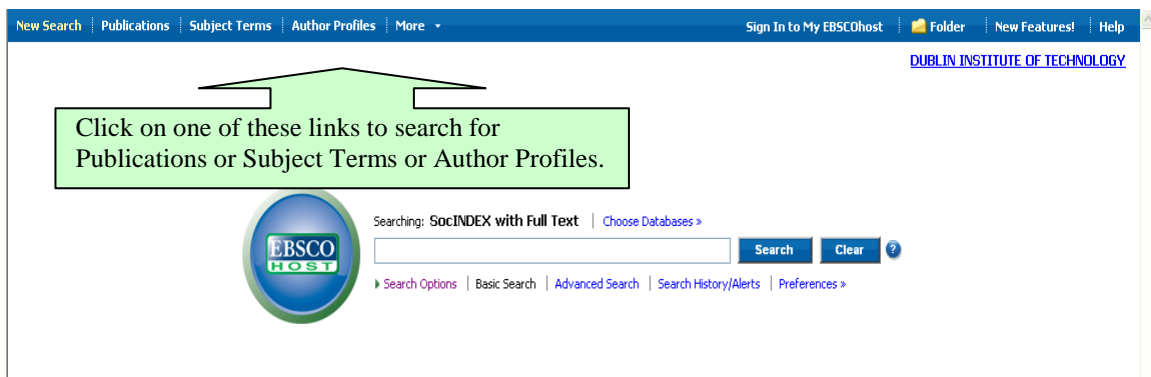 New Search Publications Subject Terms Author Profiles More Sign In to My EBSCOhost Folder New Features! Help
DUBLIN INSTITUTE OF TECHNOLOGY
Click on one of these links to search for
Publications or Subject Terms or Author Profiles.
Searching: SocINDEX with Full Text Choose Databases »
EBSCO
HOST
Search Clear ?
Search Options Basic Search Advanced Search Search History/Alerts Preferences »